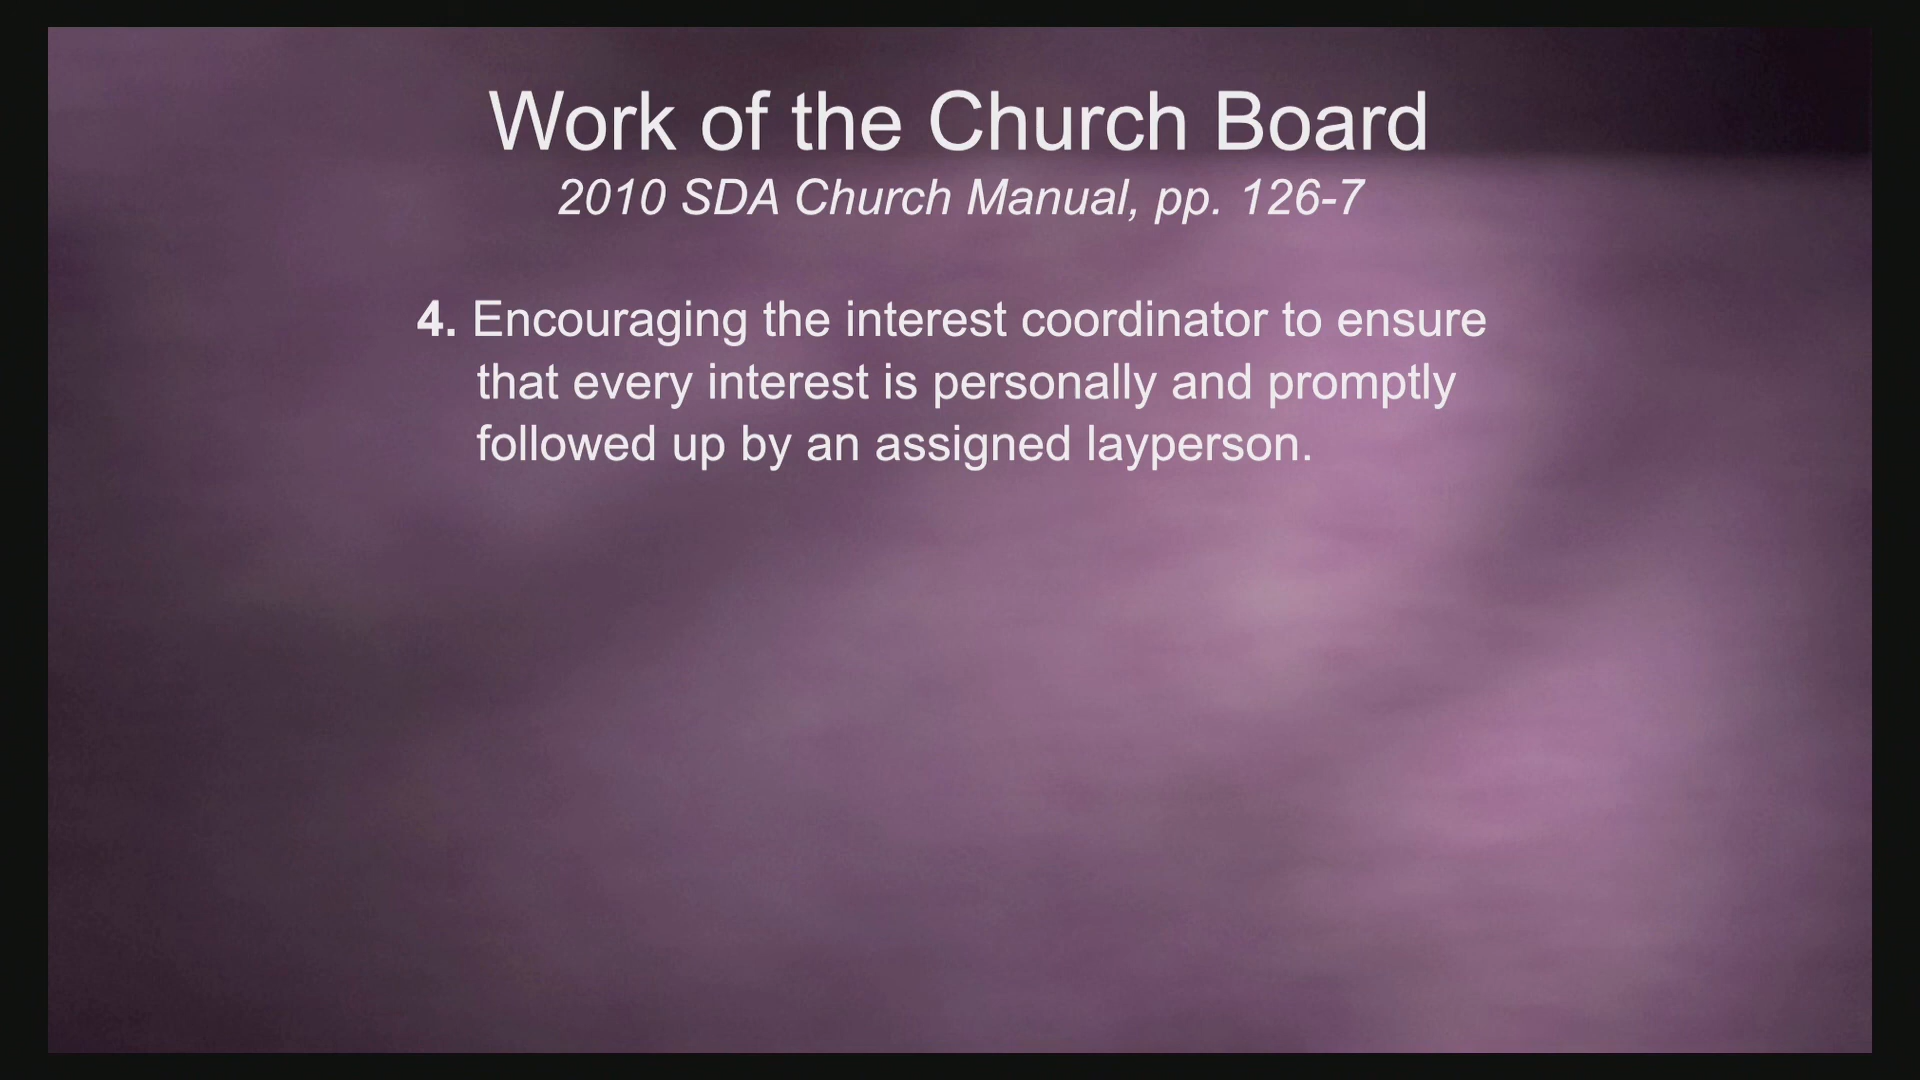 Work of the Church Board
2010 SDA Church Manual, pp. 126-7
4. Encouraging the interest coordinator to ensure
that every interest is personally and promptly
followed up by an assigned layperson.